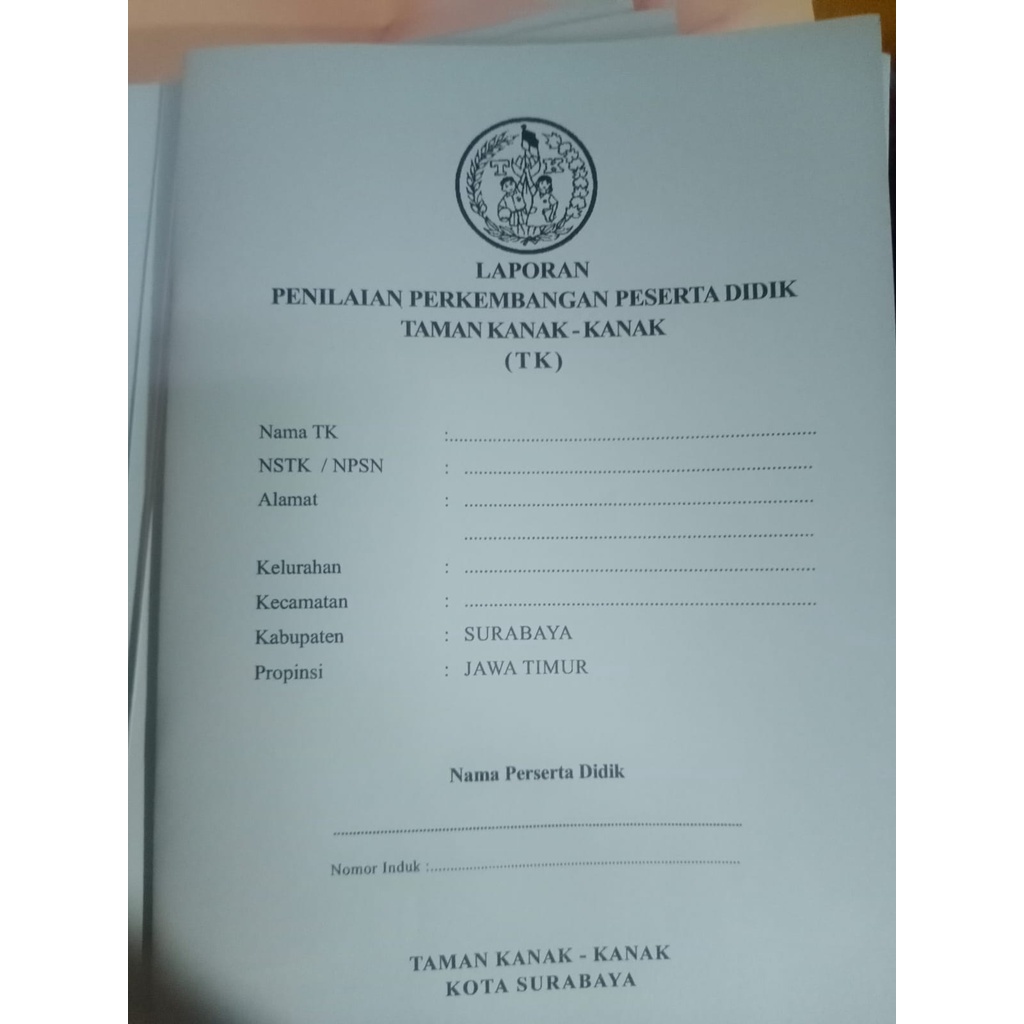 TK
LAPORAN
PENILAIAN PERKEMBANGAN PESERTA DIDIK
TAMAN KANAK - KANAK
(TK)
Nama TK :........................................................................
NSTK / NPSN : ........................................................................
Alamat : ........................................................................
........................................................................
Kelurahan : ........................................................................
Kecamatan : ........................................................................
Kabupaten : SURABAYA
Propinsi : JAWA TIMUR
Nama Perserta Didik
........................................................................
Nomor Induk :........................................................................
TAMAN KANAK - KANAK
KOTA SURABAYA